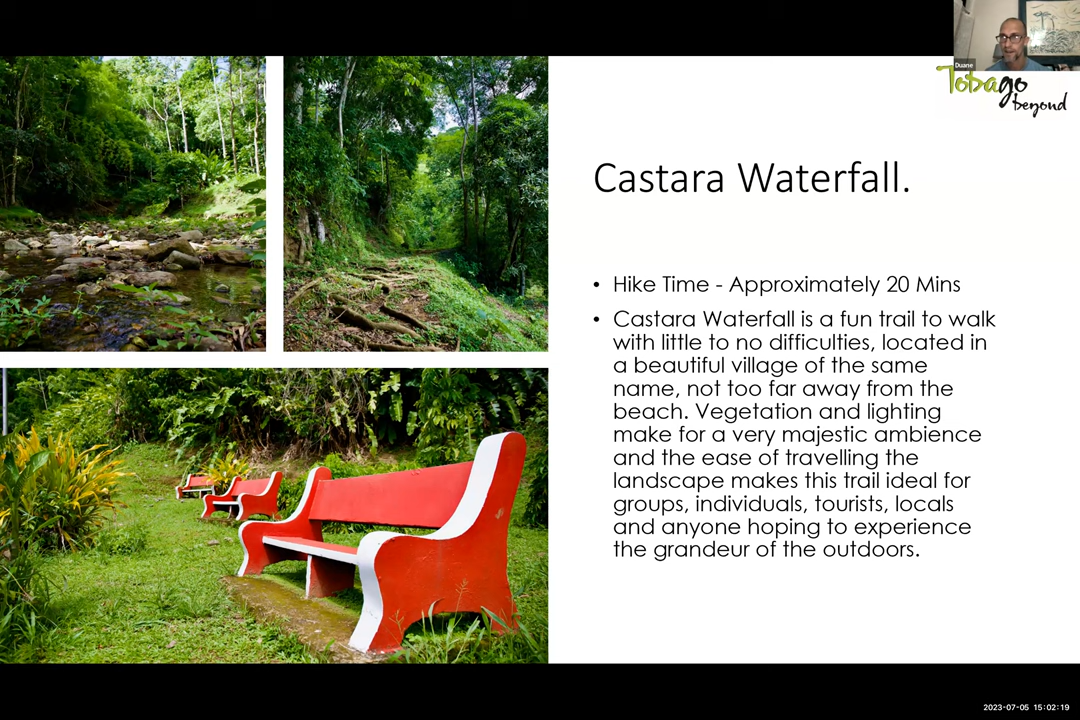 Duane
Tobago
beyond
Castara Waterfall.
• Hike Time - Approximately 20 Mins
• Castara Waterfall is a fun trail to walk
with little to no difficulties, located in
a beautiful village of the same
name, not too far away from the
beach. Vegetation and lighting
make for a very majestic ambience
and the ease of travelling the
landscape makes this trail ideal for
groups, individuals, tourists, locals
and anyone hoping to experience
the grandeur of the outdoors.
2023-07-05 15:02:19